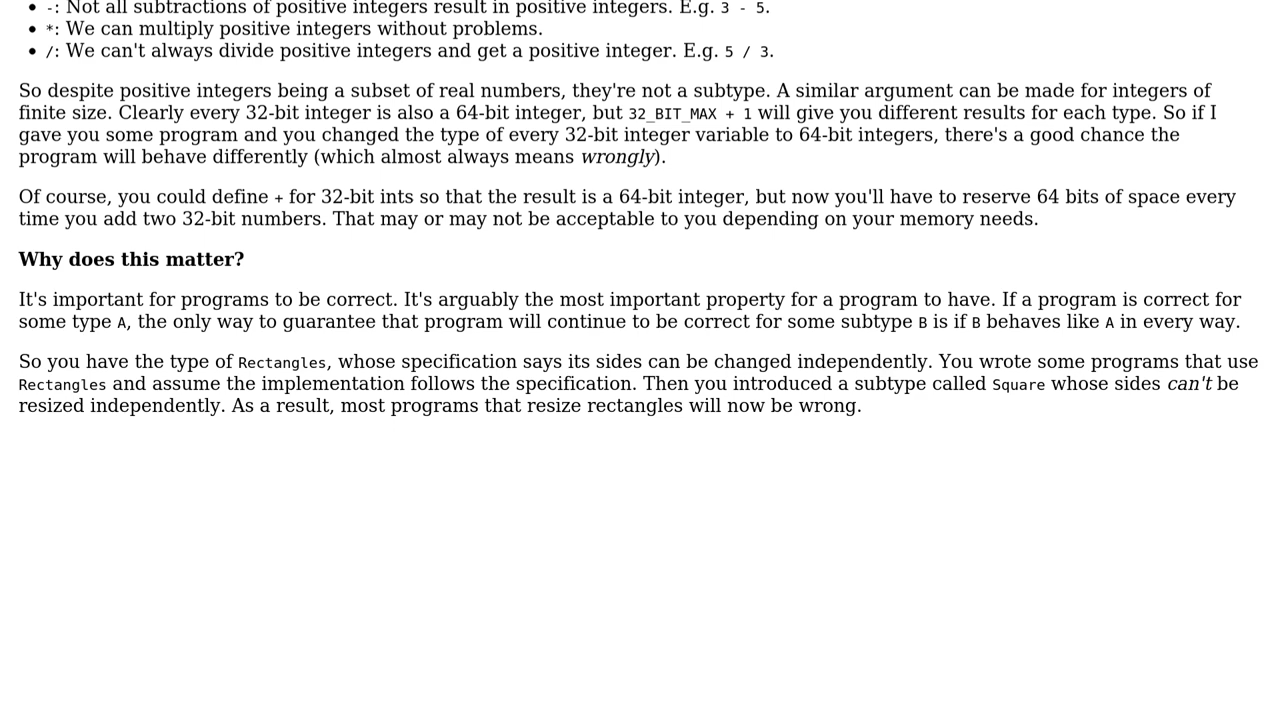 • -: Not all subtractions of positive integers result in positive integers. E.g. 3 - 5.
• *: We can multiply positive integers without problems.
• /: We can't always divide positive integers and get a positive integer. E.g. 5 / 3.
So despite positive integers being a subset of real numbers, they're not a subtype. A similar argument can be made for integers of
finite size. Clearly every 32-bit integer is also a 64-bit integer, but 32_BIT_MAX + 1 will give you different results for each type. So if I
gave you some program and you changed the type of every 32-bit integer variable to 64-bit integers, there's a good chance the
program will behave differently (which almost always means wrongly).
Of course, you could define + for 32-bit ints so that the result is a 64-bit integer, but now you'll have to reserve 64 bits of space every
time you add two 32-bit numbers. That may or may not be acceptable to you depending on your memory needs.
Why does this matter?
It's important for programs to be correct. It's arguably the most important property for a program to have. If a program is correct for
some type A, the only way to guarantee that program will continue to be correct for some subtype B is if B behaves like A in every way.
So you have the type of Rectangles, whose specification says its sides can be changed independently. You wrote some programs that use
Rectangles and assume the implementation follows the specification. Then you introduced a subtype called Square whose sides can't be
resized independently. As a result, most programs that resize rectangles will now be wrong.